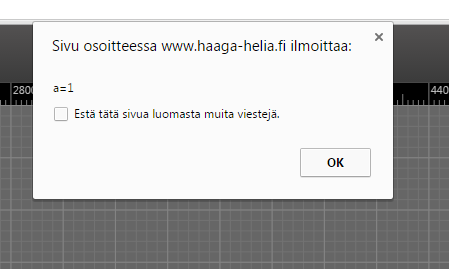 Sivu osoitteessa www.haaga-helia.fi ilmoittaa:
a=1
Estä tätä sivua luomasta muita viestejä.
OK
2800
440